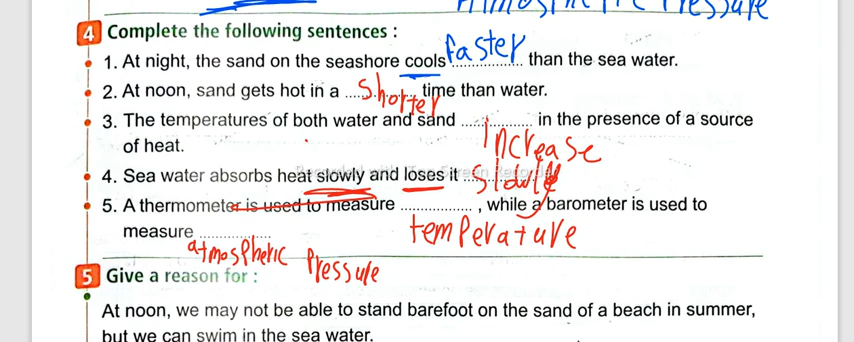 Atmospheric Pressure
4 Complete the following sentences :
1. At night, the sand on the seashore cools faster than the sea water.
2. At noon, sand gets hot in a shorter time than water.
3. The temperatures of both water and sand increase in the presence of a source
of heat.
4. Sea water absorbs heat slowly and loses it slowly
5. A thermometer is used to measure temperature , while a barometer is used to
measure atmospheric Pressure
5 Give a reason for :
At noon, we may not be able to stand barefoot on the sand of a beach in summer,
but we can swim in the sea water.